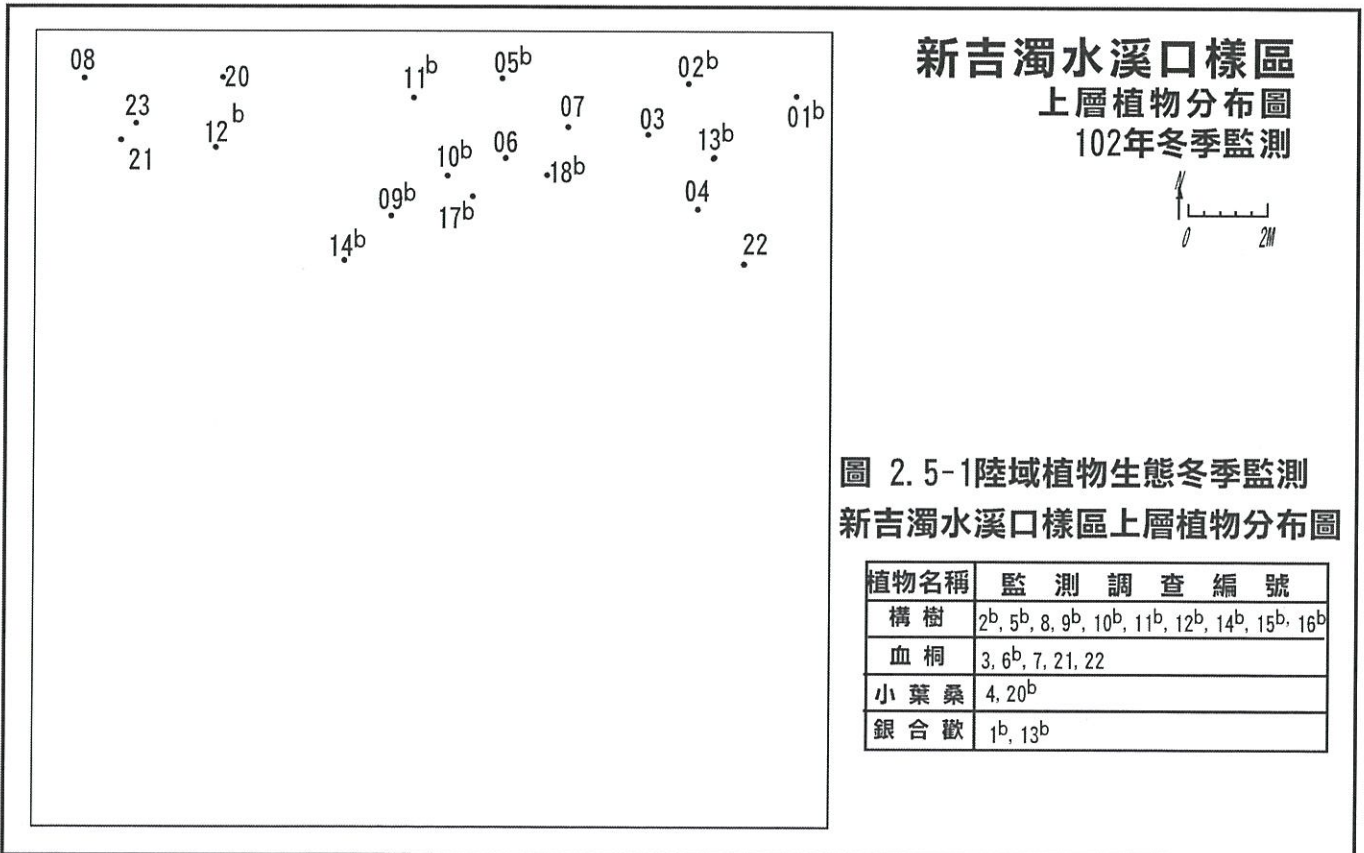 08
20
11ᵇ
05ᵇ
02ᵇ
01ᵇ
23
12ᵇ
07
03
13ᵇ
21
10ᵇ
06
18ᵇ
09ᵇ
17ᵇ
04
14ᵇ
22
新吉濁水溪口樣區
上層植物分布圖
102年冬季監測
N
0 2M
圖 2.5-1陸域植物生態冬季監測
新吉濁水溪口樣區上層植物分布圖
植物名稱 監測調查編號
構樹 2ᵇ, 5ᵇ, 8, 9ᵇ, 10ᵇ, 11ᵇ, 12ᵇ, 14ᵇ, 15ᵇ, 16ᵇ
血桐 3, 6ᵇ, 7, 21, 22
小葉桑 4, 20ᵇ
銀合歡 1ᵇ, 13ᵇ